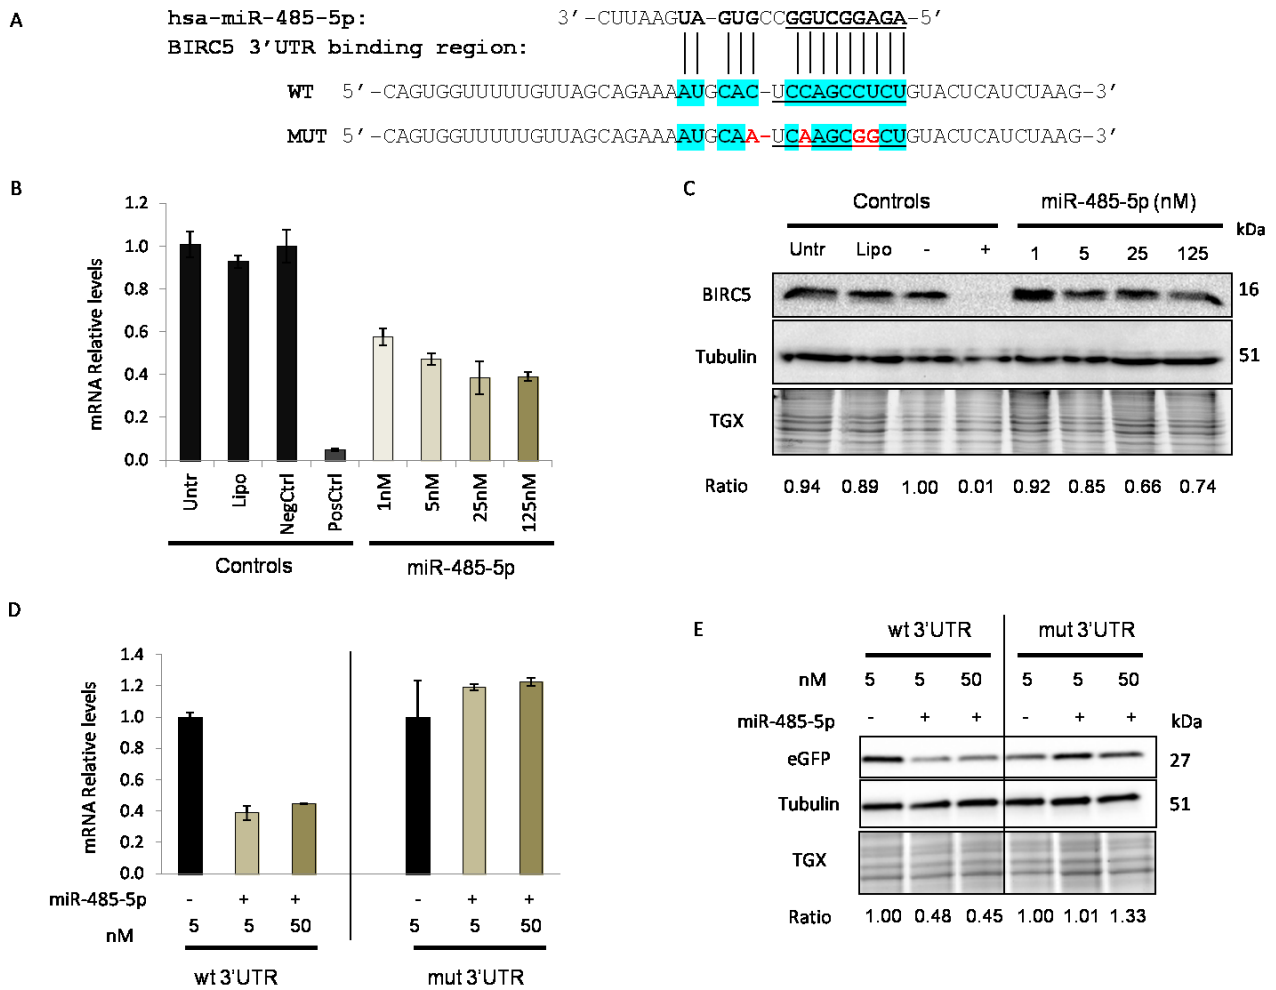 A
hsa-miR-485-5p: 3′-CUUAAGUA-GUGCCGGUCGGAGA-5′
BIRC5 3′UTR binding region:
WT 5′-CAGUGGUUUUUGUUAGCAGAAAAUGCAC-UCCAGCCUCUGUACUCAUCUAAG-3′
MUT 5′-CAGUGGUUUUUGUUAGCAGAAAAUGCAA-UCAAGCGGCUGUACUCAUCUAAG-3′
B
mRNA Relative levels
1.2
1.0
0.8
0.6
0.4
0.2
0.0
Untr Lipo NegCtrl PosCtrl 1nM 5nM 25nM 125nM
Controls miR-485-5p
C
Controls miR-485-5p (nM)
kDa
Untr Lipo - + 1 5 25 125
BIRC5 16
Tubulin 51
TGX
Ratio 0.94 0.89 1.00 0.01 0.92 0.85 0.66 0.74
D
mRNA Relative levels
1.4
1.2
1.0
0.8
0.6
0.4
0.2
0.0
miR-485-5p - + + - + +
nM 5 5 50 5 5 50
wt 3'UTR mut 3'UTR
E
wt 3'UTR mut 3'UTR
nM 5 5 50 5 5 50
miR-485-5p - + + - + + kDa
eGFP 27
Tubulin 51
TGX
Ratio 1.00 0.48 0.45 1.00 1.01 1.33